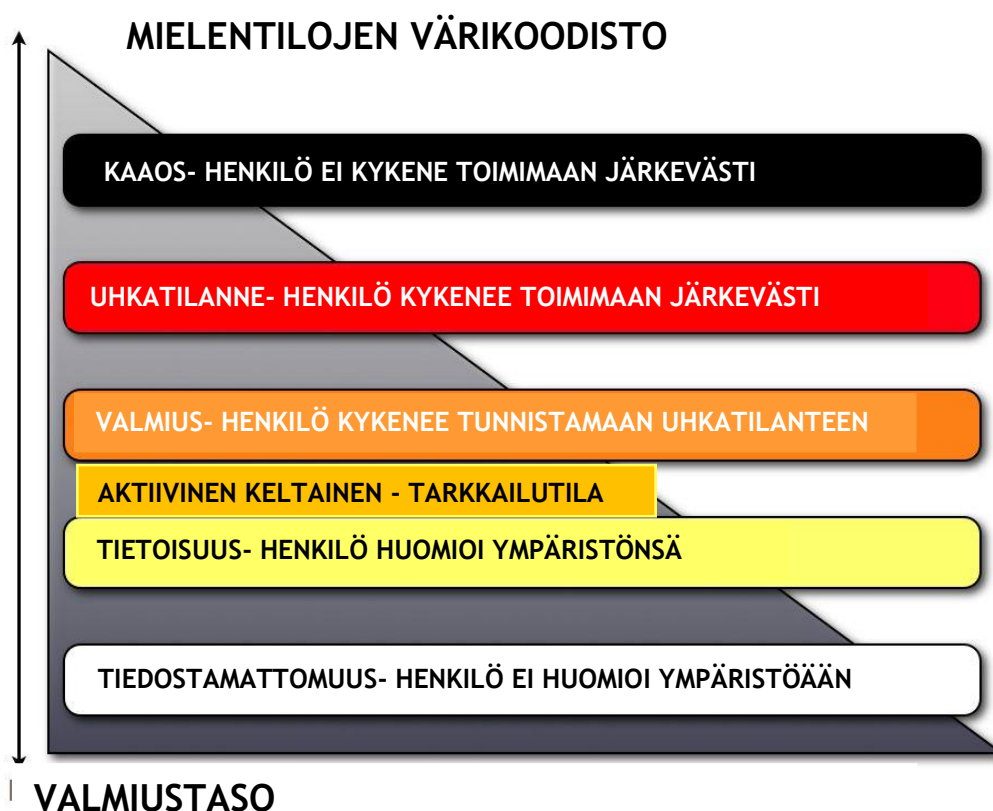 MIELENTILOJEN VÄRIKOODISTO
KAAOS- HENKILÖ EI KYKENE TOIMIMAAN JÄRKEVÄSTI
UHKATILANNE- HENKILÖ KYKENEE TOIMIMAAN JÄRKEVÄSTI
VALMIUS- HENKILÖ KYKENEE TUNNISTAMAAN UHKATILANTEEN
AKTIIVINEN KELTAINEN - TARKKAILUTILA
TIETOISUUS- HENKILÖ HUOMIOI YMPÄRISTÖNSÄ
TIEDOSTAMATTOMUUS- HENKILÖ EI HUOMIOI YMPÄRISTÖÄÄN
VALMIUSTASO